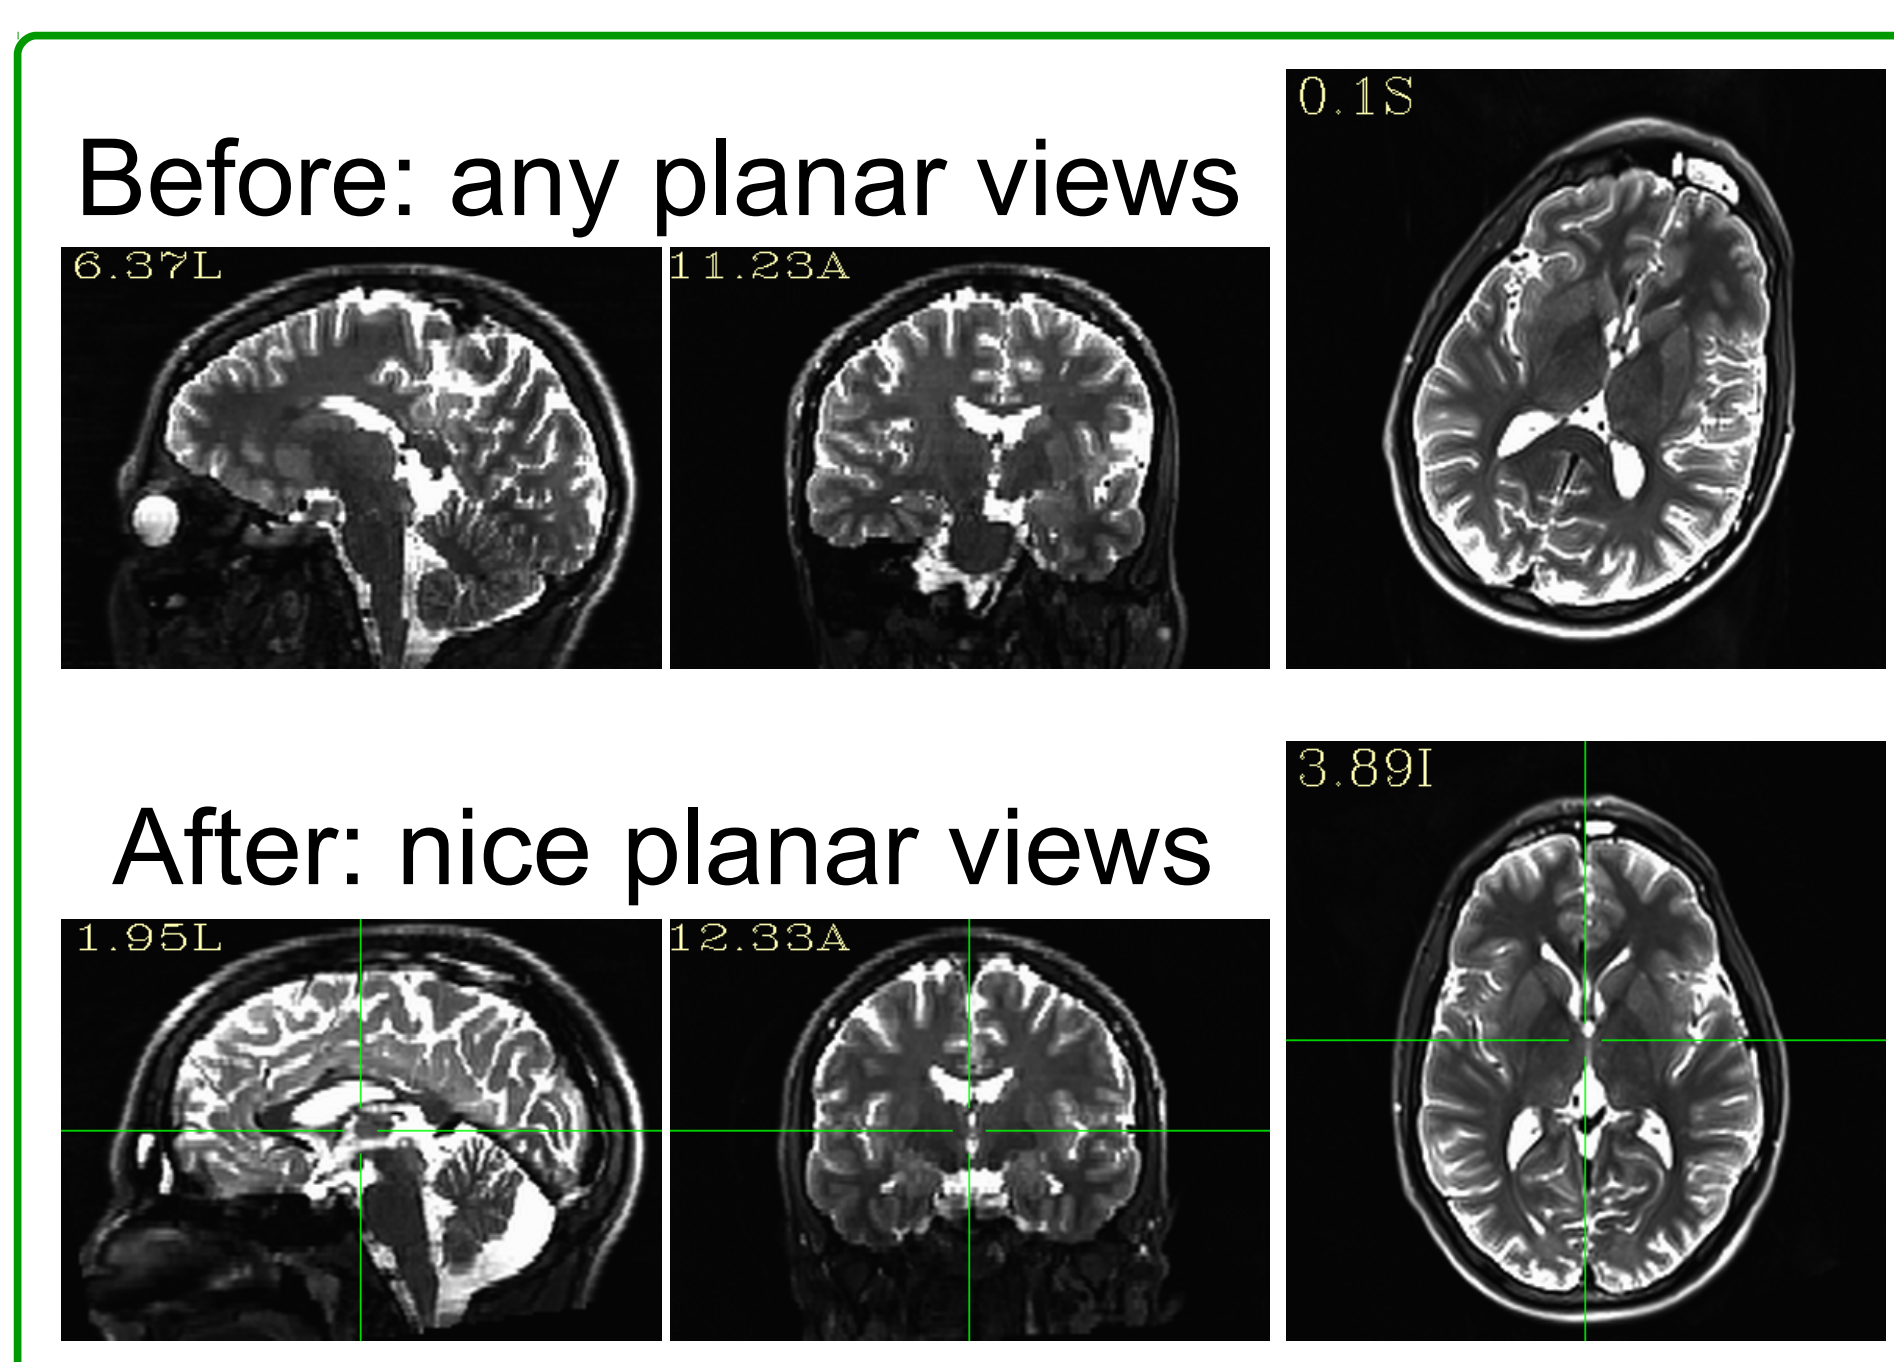 0.1S
Before: any planar views
6.37L
11.23A
3.89I
After: nice planar views
1.95L
12.33A